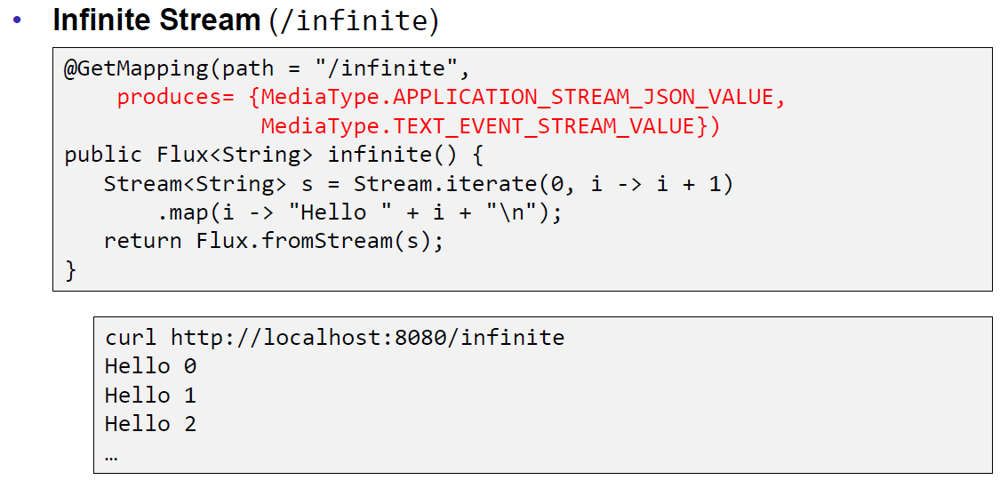 • Infinite Stream (/infinite)
@GetMapping(path = "/infinite",
    produces= {MediaType.APPLICATION_STREAM_JSON_VALUE,
               MediaType.TEXT_EVENT_STREAM_VALUE})
public Flux<String> infinite() {
   Stream<String> s = Stream.iterate(0, i -> i + 1)
       .map(i -> "Hello " + i + "\n");
   return Flux.fromStream(s);
}
curl http://localhost:8080/infinite
Hello 0
Hello 1
Hello 2
…